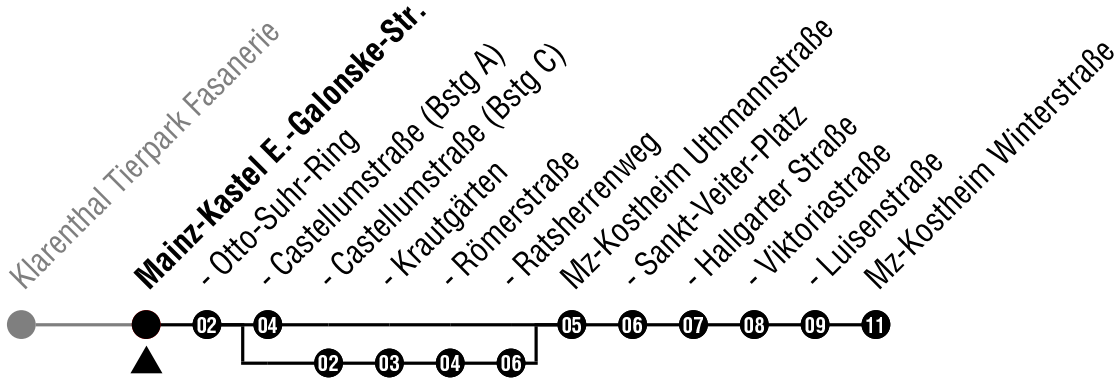 Klarenthal Tierpark Fasanerie
Mainz-Kastel E.-Galonske-Str.
- Otto-Suhr-Ring
- Castellumstraße (Bstg A)
- Castellumstraße (Bstg C)
- Krautgärten
- Römerstraße
- Ratsherrenweg
Mz-Kostheim Uthmannstraße
- Sankt-Veiter-Platz
- Hallgarter Straße
- Viktoriastraße
- Luisenstraße
Mz-Kostheim Winterstraße
02 04 05 06 07 08 09 11
02 03 04 06